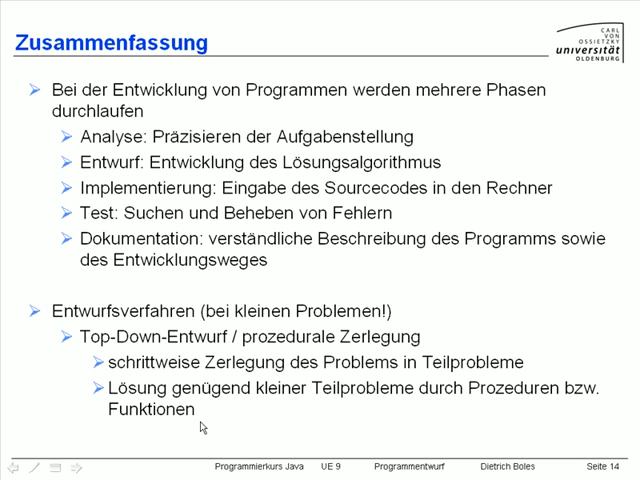 Zusammenfassung
CARL
VON
OSSIETZKY
universität
OLDENBURG
Bei der Entwicklung von Programmen werden mehrere Phasen
durchlaufen
Analyse: Präzisieren der Aufgabenstellung
Entwurf: Entwicklung des Lösungsalgorithmus
Implementierung: Eingabe des Sourcecodes in den Rechner
Test: Suchen und Beheben von Fehlern
Dokumentation: verständliche Beschreibung des Programms sowie
des Entwicklungsweges
Entwurfsverfahren (bei kleinen Problemen!)
Top-Down-Entwurf / prozedurale Zerlegung
schrittweise Zerlegung des Problems in Teilprobleme
Lösung genügend kleiner Teilprobleme durch Prozeduren bzw.
Funktionen
Programmierkurs Java UE 9 Programmentwurf Dietrich Boles Seite 14